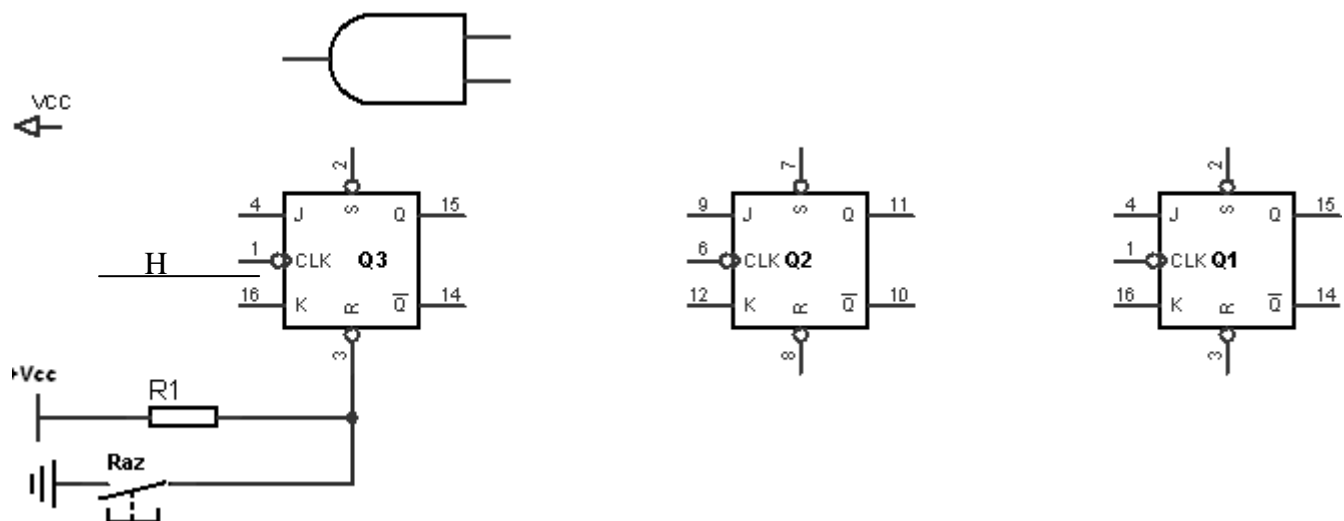 VCC
2
7
2
4 J S Q 15
9 J S Q 11
4 J S Q 15
1 CLK Q3
6 CLK Q2
1 CLK Q1
H
16 K R Q̅ 14
12 K R Q̅ 10
16 K R Q̅ 14
3
8
3
Vcc
R1
Raz